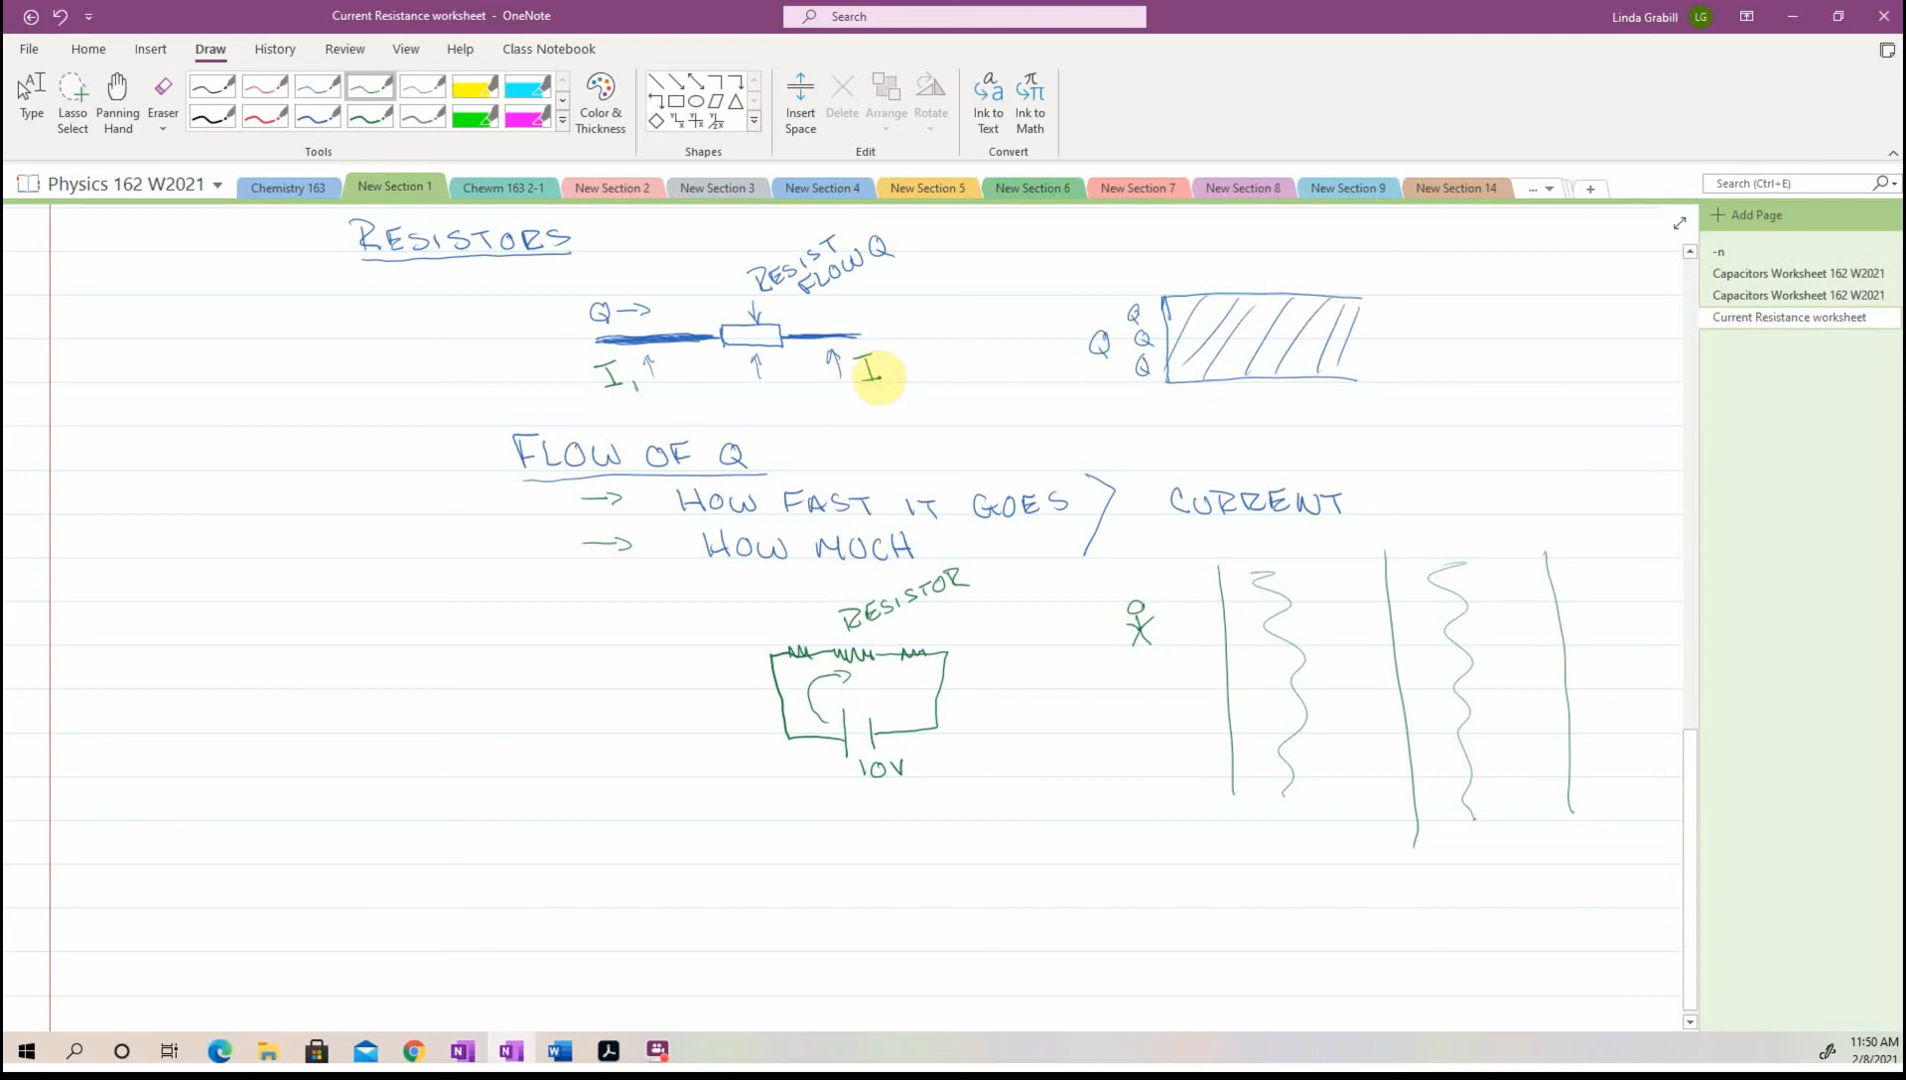 Current Resistance worksheet - OneNote
Search
Linda Grabill
LG
File Home Insert Draw History Review View Help Class Notebook
Type
Lasso Select
Panning Hand
Eraser
Color & Thickness
Insert Space
Delete
Arrange
Rotate
Ink to Text
Ink to Math
Tools
Shapes
Edit
Convert
Physics 162 W2021
Chemistry 163
New Section 1
Chewm 163 2-1
New Section 2
New Section 3
New Section 4
New Section 5
New Section 6
New Section 7
New Section 8
New Section 9
New Section 14
...
Search (Ctrl+E)
Add Page
-n
Capacitors Worksheet 162 W2021
Capacitors Worksheet 162 W2021
Current Resistance worksheet
RESISTORS
RESIST
FLOW Q
Q →
I₁
I
Q
Q
Q
Q
FLOW OF Q
→ HOW FAST IT GOES
→ HOW MUCH
CURRENT
RESISTOR
10V
11:50 AM
2/8/2021